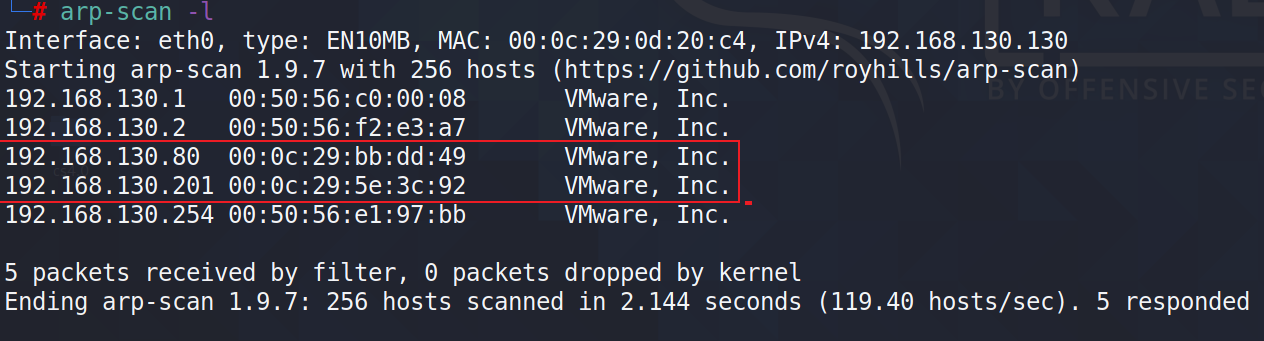 └─# arp-scan -l
Interface: eth0, type: EN10MB, MAC: 00:0c:29:0d:20:c4, IPv4: 192.168.130.130
Starting arp-scan 1.9.7 with 256 hosts (https://github.com/royhills/arp-scan)
192.168.130.1   00:50:56:c0:00:08       VMware, Inc.
192.168.130.2   00:50:56:f2:e3:a7       VMware, Inc.
192.168.130.80  00:0c:29:bb:dd:49       VMware, Inc.
192.168.130.201 00:0c:29:5e:3c:92       VMware, Inc.
192.168.130.254 00:50:56:e1:97:bb       VMware, Inc.
5 packets received by filter, 0 packets dropped by kernel
Ending arp-scan 1.9.7: 256 hosts scanned in 2.144 seconds (119.40 hosts/sec). 5 responded
BY OFFENSIVE